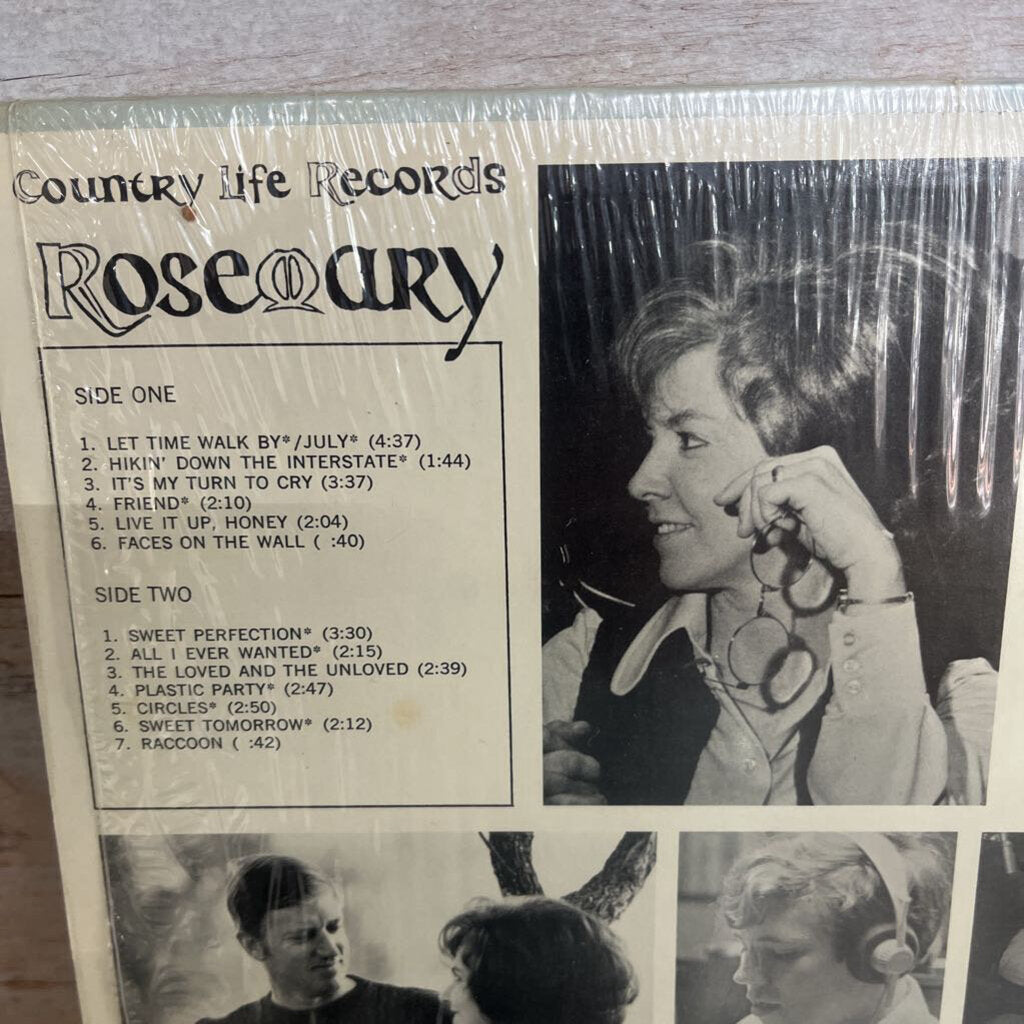 Country Life Records
Rosemary
SIDE ONE
1. LET TIME WALK BY*/JULY* (4:37)
2. HIKIN' DOWN THE INTERSTATE* (1:44)
3. IT'S MY TURN TO CRY (3:37)
4. FRIEND* (2:10)
5. LIVE IT UP, HONEY (2:04)
6. FACES ON THE WALL ( :40)
SIDE TWO
1. SWEET PERFECTION* (3:30)
2. ALL I EVER WANTED* (2:15)
3. THE LOVED AND THE UNLOVED (2:39)
4. PLASTIC PARTY* (2:47)
5. CIRCLES* (2:50)
6. SWEET TOMORROW* (2:12)
7. RACCOON ( :42)